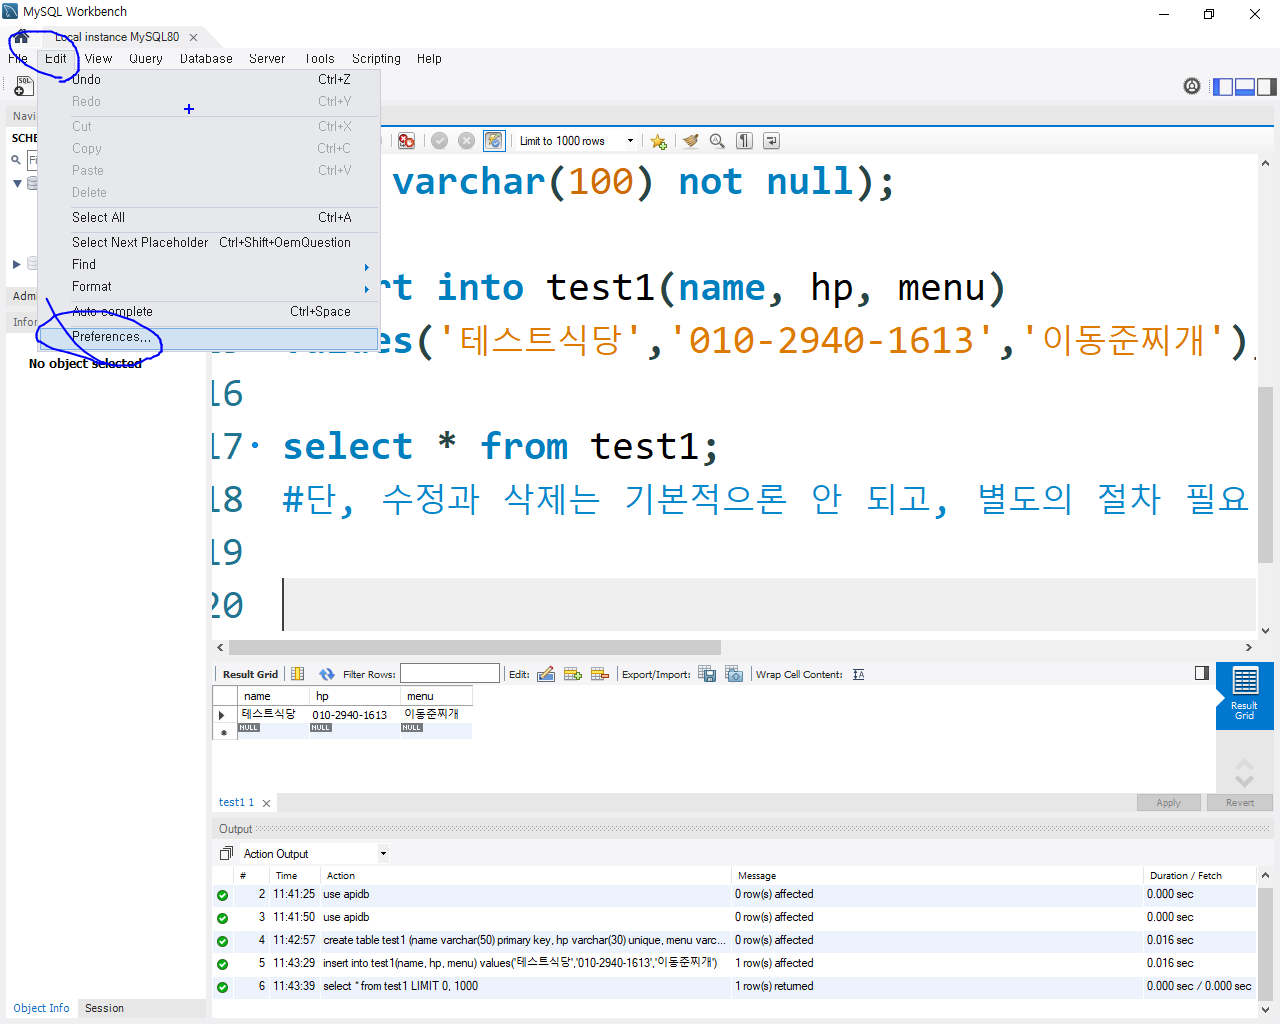 MySQL Workbench
Local instance MySQL80
File Edit View Query Database Server Tools Scripting Help
Undo Ctrl+Z
Redo Ctrl+Y
Navi
Cut Ctrl+X
SCHE
Limit to 1000 rows
Copy Ctrl+C
Fi
Paste Ctrl+V
varchar(100) not null);
Delete
Select All Ctrl+A
Select Next Placeholder Ctrl+Shift+OemQuestion
Find
Format
rt into test1(name, hp, menu)
Admi
Auto-complete Ctrl+Space
Infor
Preferences...
values('테스트식당','010-2940-1613','이동준찌개')
No object selected
16
17 select * from test1;
18 #단, 수정과 삭제는 기본적으론 안 되고, 별도의 절차 필요
19
20
Result Grid Filter Rows: Edit: Export/Import: Wrap Cell Content:
name hp menu
테스트식당 010-2940-1613 이동준찌개
NULL NULL NULL
Result
Grid
test1 1 Apply Revert
Output
Action Output
# Time Action Message Duration / Fetch
2 11:41:25 use apidb 0 row(s) affected 0.000 sec
3 11:41:50 use apidb 0 row(s) affected 0.000 sec
4 11:42:57 create table test1 (name varchar(50) primary key, hp varchar(30) unique, menu varc... 0 row(s) affected 0.016 sec
5 11:43:29 insert into test1(name, hp, menu) values('테스트식당','010-2940-1613','이동준찌개') 1 row(s) affected 0.016 sec
6 11:43:39 select * from test1 LIMIT 0, 1000 1 row(s) returned 0.000 sec / 0.000 sec
Object Info Session